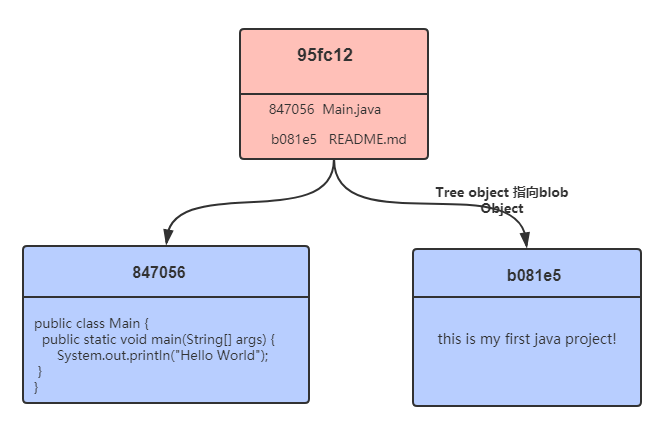 95fc12
847056 Main.java
b081e5 README.md
Tree object 指向blob
Object
847056
public class Main {
public static void main(String[] args) {
System.out.println("Hello World");
}
}
b081e5
this is my first java project!